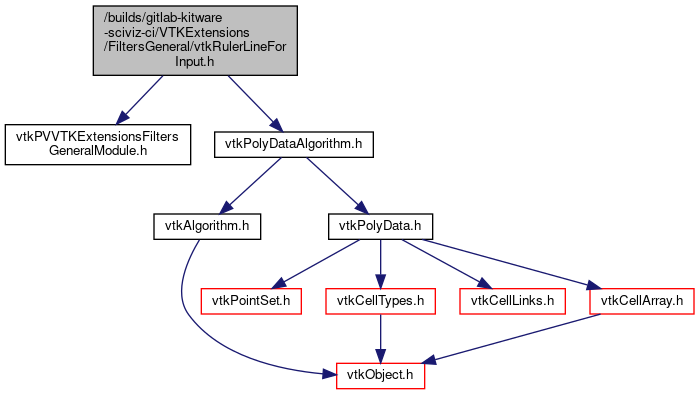 /builds/gitlab-kitware
-sciviz-ci/VTKExtensions
/FiltersGeneral/vtkRulerLineFor
Input.h
vtkPVVTKExtensionsFilters
GeneralModule.h
vtkPolyDataAlgorithm.h
vtkAlgorithm.h
vtkPolyData.h
vtkPointSet.h
vtkCellTypes.h
vtkCellLinks.h
vtkCellArray.h
vtkObject.h